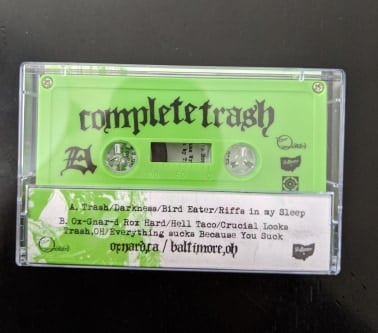 complete trash
A
A. Trash/Darkness/Bird Eater/Riffs in my Sleep
B. Ox-Gnar-d Rox Hard/Hell Taco/Crucial Looks
Trash,OH/Everything sucks Because You Suck
oxnard,ca / baltimore,oh